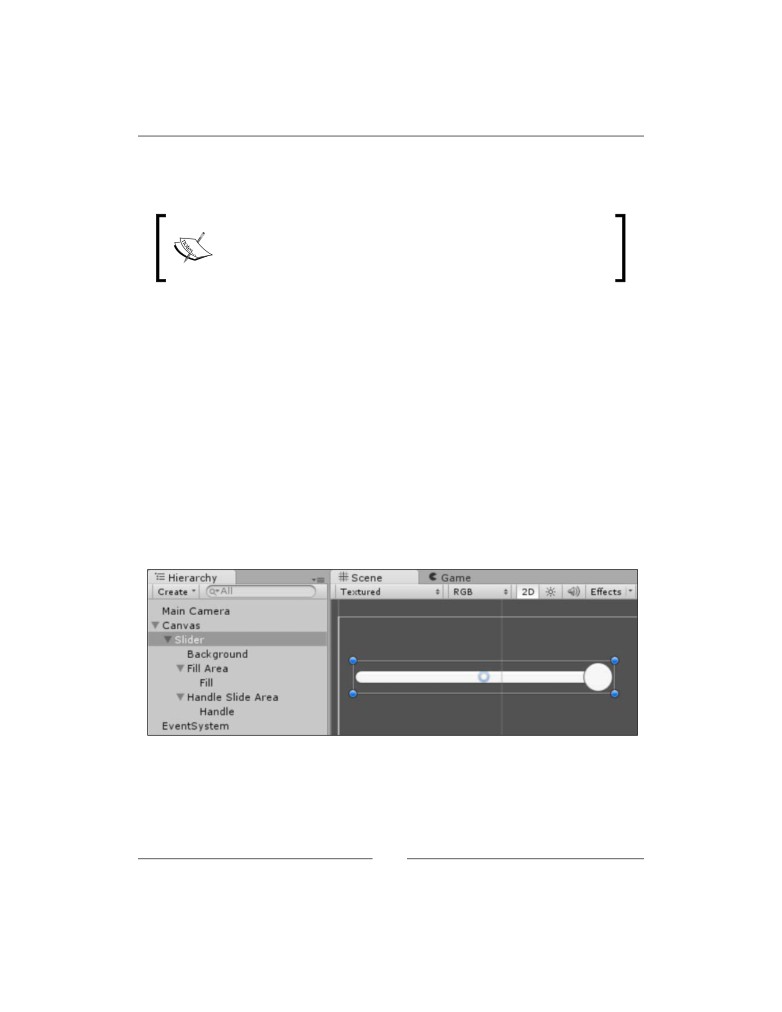 Hierarchy
Create
All
Main Camera
Canvas
Slider
Background
Fill Area
Fill
Handle Slide Area
Handle
EventSystem
Scene
Game
Textured
RGB
2D
Effects